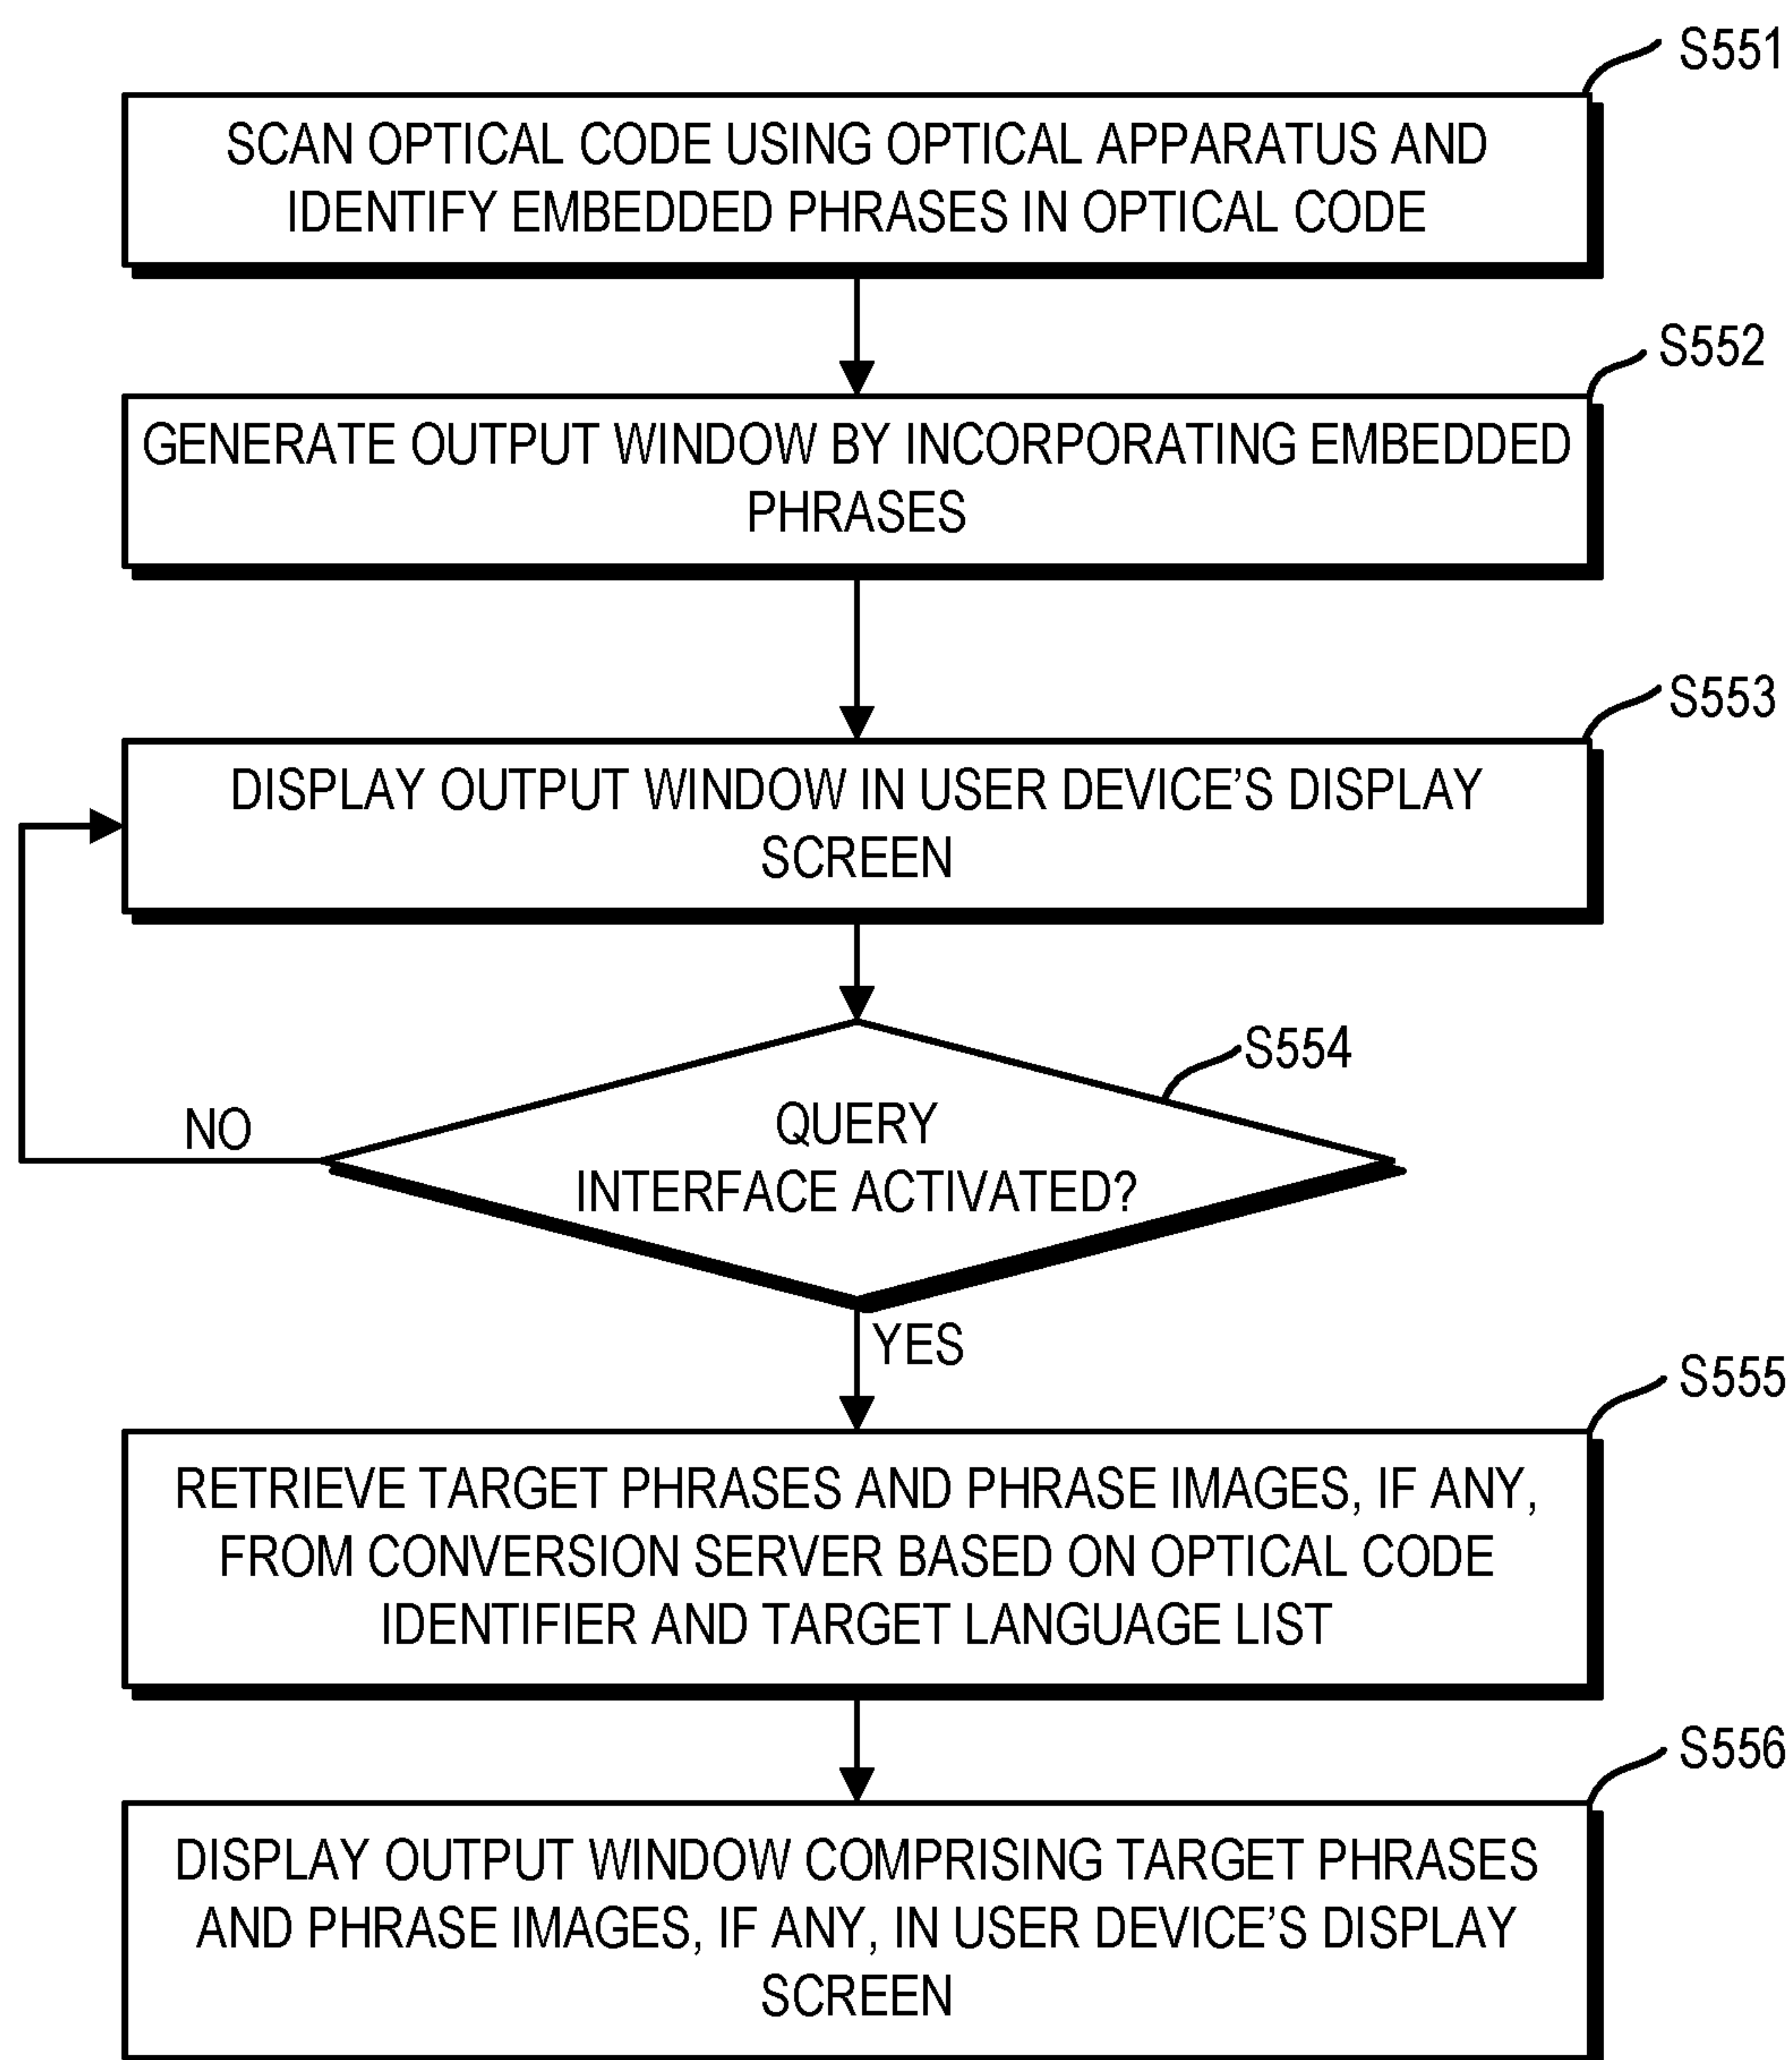 S551
SCAN OPTICAL CODE USING OPTICAL APPARATUS AND
IDENTIFY EMBEDDED PHRASES IN OPTICAL CODE
S552
GENERATE OUTPUT WINDOW BY INCORPORATING EMBEDDED
PHRASES
S553
DISPLAY OUTPUT WINDOW IN USER DEVICE’S DISPLAY
SCREEN
S554
QUERY
INTERFACE ACTIVATED?
NO
YES
S555
RETRIEVE TARGET PHRASES AND PHRASE IMAGES, IF ANY,
FROM CONVERSION SERVER BASED ON OPTICAL CODE
IDENTIFIER AND TARGET LANGUAGE LIST
S556
DISPLAY OUTPUT WINDOW COMPRISING TARGET PHRASES
AND PHRASE IMAGES, IF ANY, IN USER DEVICE’S DISPLAY
SCREEN